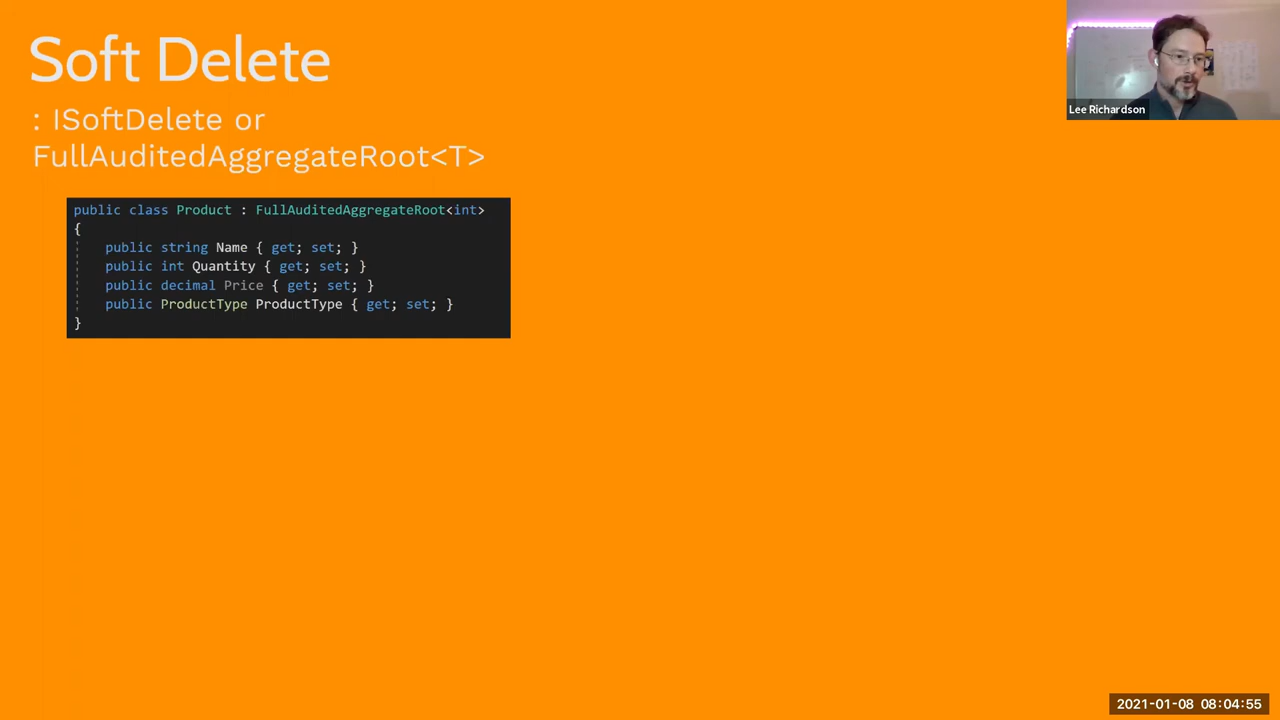 Soft Delete
: ISoftDelete or
FullAuditedAggregateRoot<T>
public class Product : FullAuditedAggregateRoot<int>
{
public string Name { get; set; }
public int Quantity { get; set; }
public decimal Price { get; set; }
public ProductType ProductType { get; set; }
}
Lee Richardson
2021-01-08 08:04:55